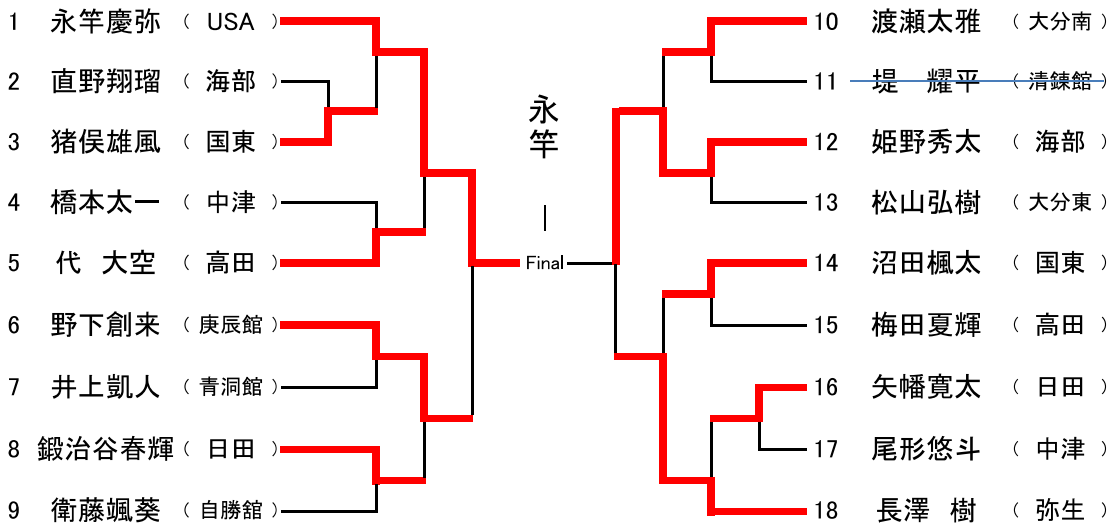 1 永竿慶弥 （ USA ）
2 直野翔瑠 （ 海部 ）
3 猪俣雄風 （ 国東 ）
4 橋本太一 （ 中津 ）
5 代 大空 （ 高田 ）
6 野下創来 （ 庚辰館 ）
7 井上凱人 （ 青洞館 ）
8 鍛治谷春輝 （ 日田 ）
9 衛藤颯葵 （ 自勝館 ）
永竿 ｜
Final
10 渡瀬太雅 （ 大分南 ）
11 堤 耀平 （ 清錬館 ）
12 姫野秀太 （ 海部 ）
13 松山弘樹 （ 大分東 ）
14 沼田楓太 （ 国東 ）
15 梅田夏輝 （ 高田 ）
16 矢幡寛太 （ 日田 ）
17 尾形悠斗 （ 中津 ）
18 長澤 樹 （ 弥生 ）